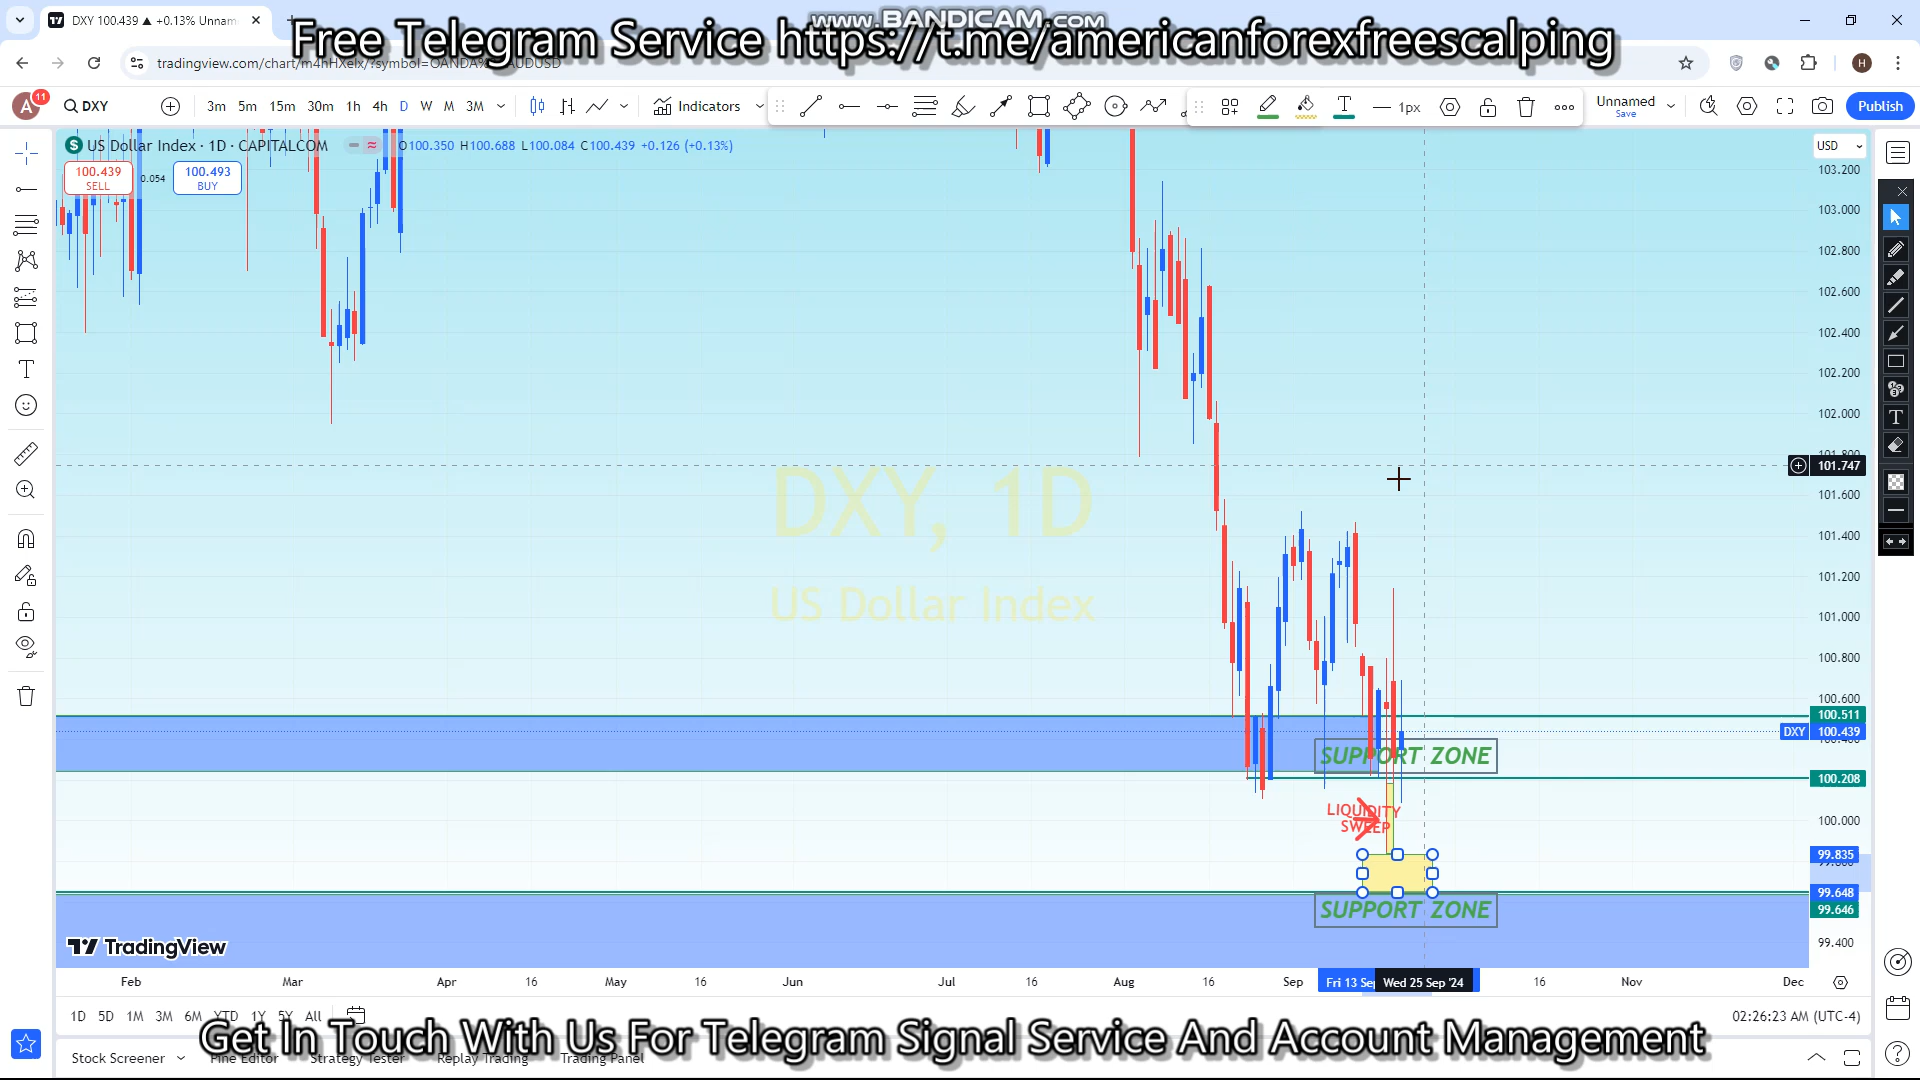 DXY 100.439 ▲ +0.13% Unnam
www.BANDICAM.com
Free Telegram Service https://t.me/americanforexfreescalping
tradingview.com/chart/m4hHXelx/?symbol=OANDA%
AUDUSD
H
A 11
DXY
3m 5m 15m 30m 1h 4h D W M 3M
Indicators
1px
Unnamed
Save
Publish
US Dollar Index · 1D · CAPITALCOM
O100.350 H100.688 L100.084 C100.439 +0.126 (+0.13%)
USD
100.439
SELL
0.054
100.493
BUY
103.200
103.000
102.800
102.600
102.400
102.200
102.000
101.747
101.600
101.400
101.200
101.000
100.800
100.600
100.511
DXY 100.439
100.208
100.000
99.835
99.648
99.646
99.400
DXY, 1D
US Dollar Index
SUPPORT ZONE
LIQUIDITY
SWEEP
SUPPORT ZONE
TradingView
Feb Mar Apr 16 May 16 Jun Jul 16 Aug 16 Sep Fri 13 Sep Wed 25 Sep '24 16 Nov Dec
1D 5D 1M 3M 6M YTD 1Y 5Y All
02:26:23 AM (UTC-4)
Get In Touch With Us For Telegram Signal Service And Account Management
Stock Screener Pine Editor Strategy Tester Replay Trading Trading Panel